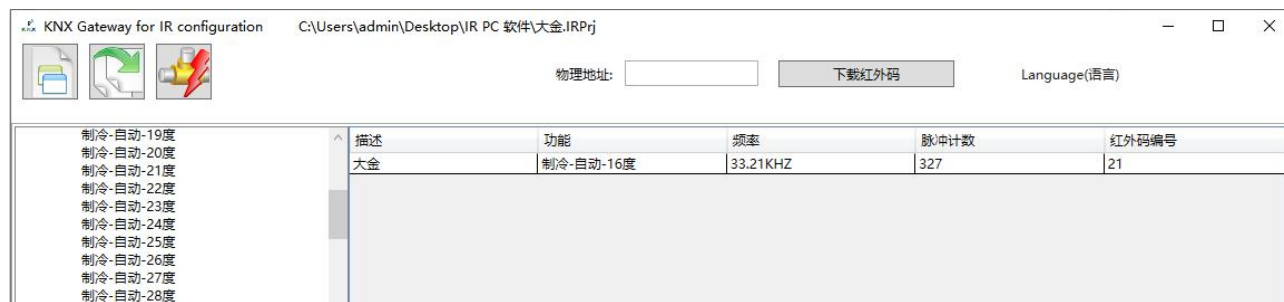 KNX Gateway for IR configuration C:\Users\admin\Desktop\IR PC 软件\大金.IRPrj
物理地址: 下载红外码 Language(语言)
制冷-自动-19度
制冷-自动-20度
制冷-自动-21度
制冷-自动-22度
制冷-自动-23度
制冷-自动-24度
制冷-自动-25度
制冷-自动-26度
制冷-自动-27度
制冷-自动-28度
描述 功能 频率 脉冲计数 红外码编号
大金 制冷-自动-16度 33.21KHZ 327 21